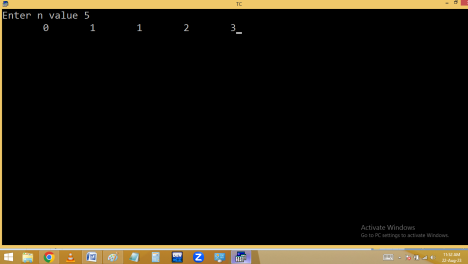 TC
Enter n value 5
0 1 1 2 3
Activate Windows
Go to PC settings to activate Windows.